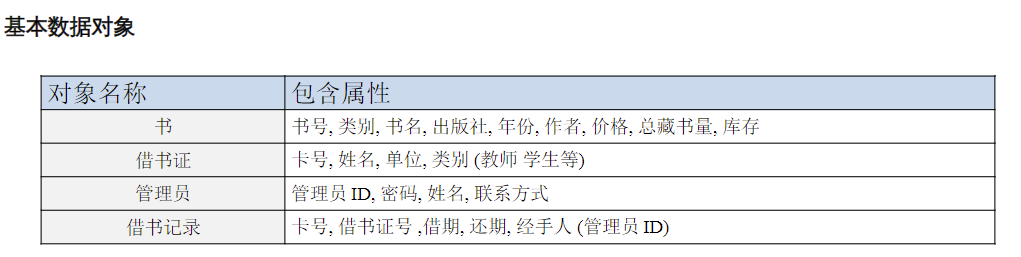 基本数据对象
对象名称 包含属性
书 书号, 类别, 书名, 出版社, 年份, 作者, 价格, 总藏书量, 库存
借书证 卡号, 姓名, 单位, 类别 (教师 学生等)
管理员 管理员 ID, 密码, 姓名, 联系方式
借书记录 卡号, 借书证号 ,借期, 还期, 经手人 (管理员 ID)